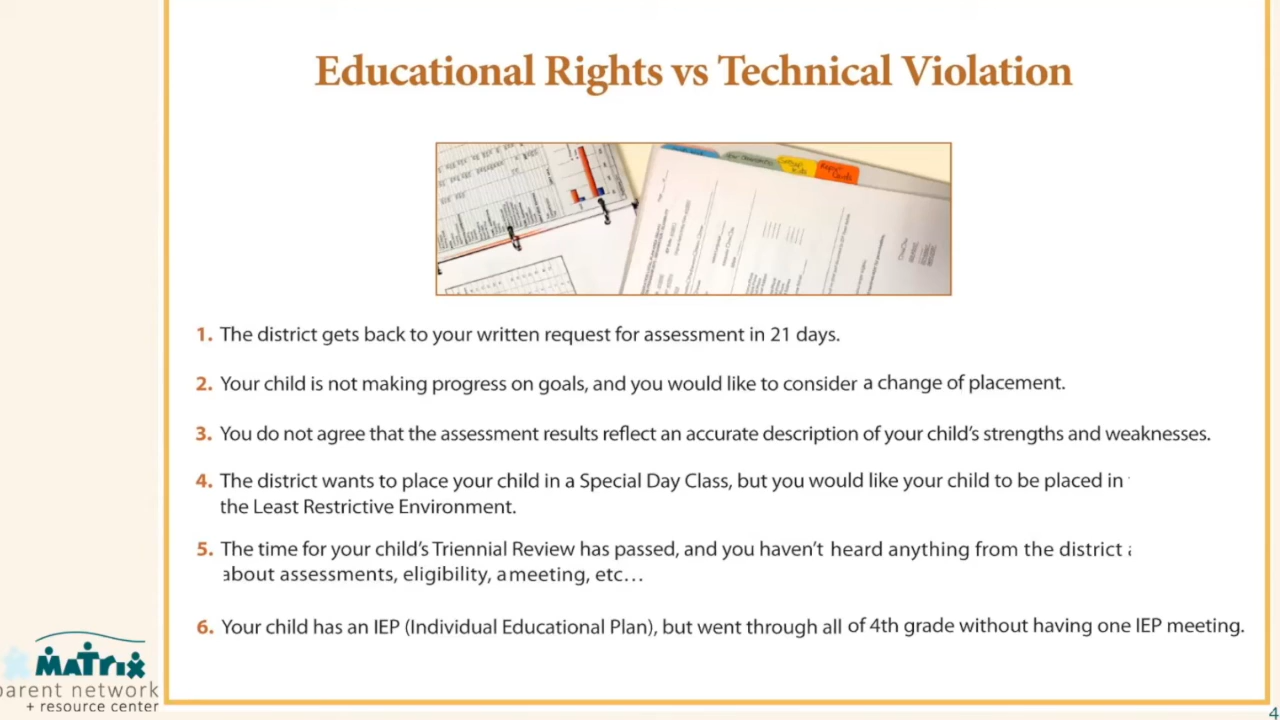 Educational Rights vs Technical Violation
1. The district gets back to your written request for assessment in 21 days.
2. Your child is not making progress on goals, and you would like to consider a change of placement.
3. You do not agree that the assessment results reflect an accurate description of your child's strengths and weaknesses.
4. The district wants to place your child in a Special Day Class, but you would like your child to be placed in
the Least Restrictive Environment.
5. The time for your child's Triennial Review has passed, and you haven't heard anything from the district
about assessments, eligibility, a meeting, etc…
6. Your child has an IEP (Individual Educational Plan), but went through all of 4th grade without having one IEP meeting.
MATRIX
parent network
+ resource center
4